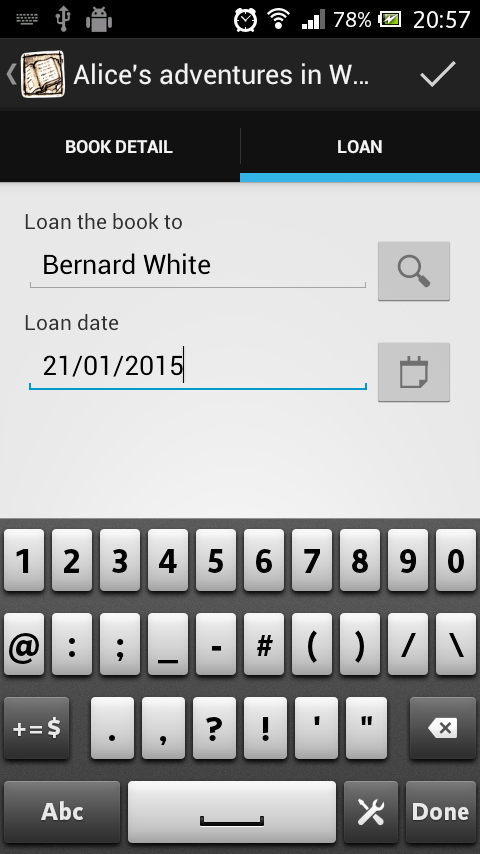 78% 20:57
Alice's adventures in W...
BOOK DETAIL LOAN
Loan the book to
Bernard White
Loan date
21/01/2015
1 2 3 4 5 6 7 8 9 0
@ : ; _ - # ( ) / \
+=$ . , ? ! ' "
Abc Done